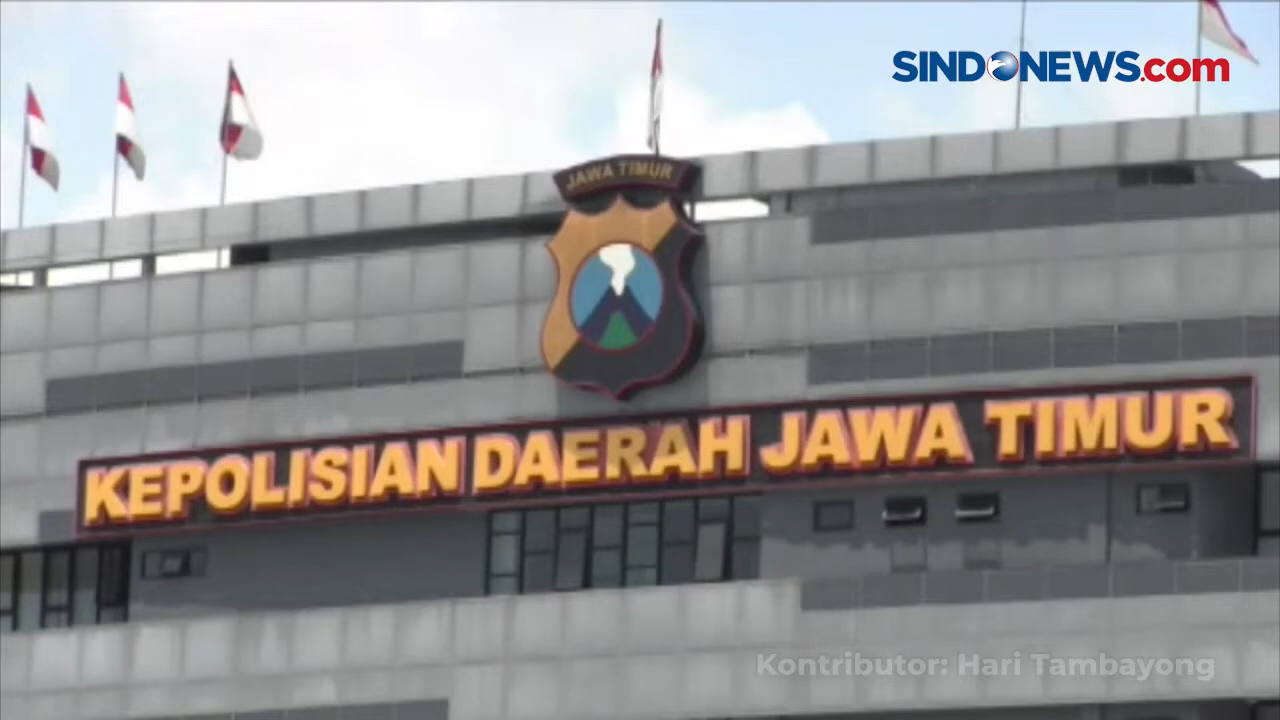 SINDONEWS.com
JAWA TIMUR
KEPOLISIAN DAERAH JAWA TIMUR
Kontributor: Hari Tambayong